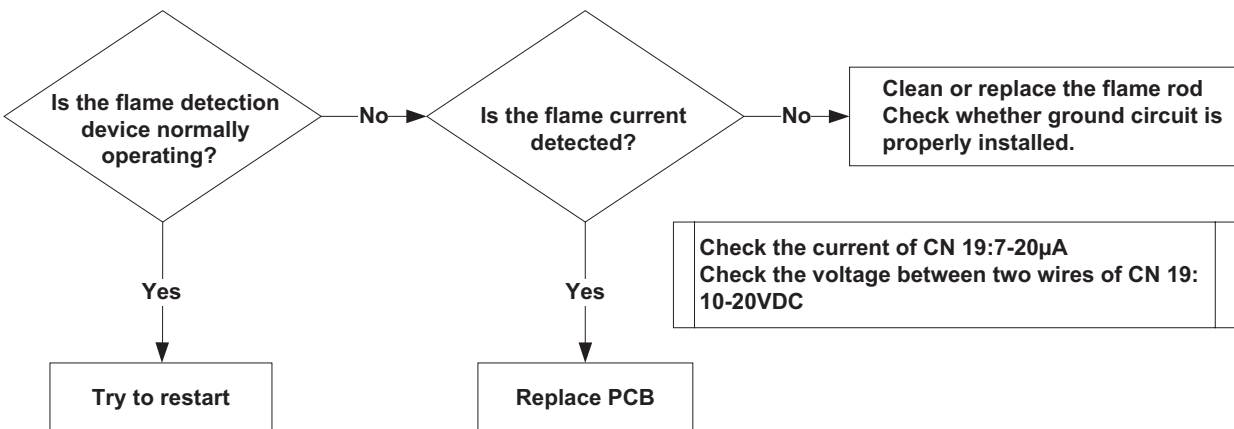 Is the flame detection
device normally
operating?
No
Is the flame current
detected?
No
Clean or replace the flame rod
Check whether ground circuit is
properly installed.
Check the current of CN 19:7-20µA
Check the voltage between two wires of CN 19:
10-20VDC
Yes
Yes
Try to restart
Replace PCB